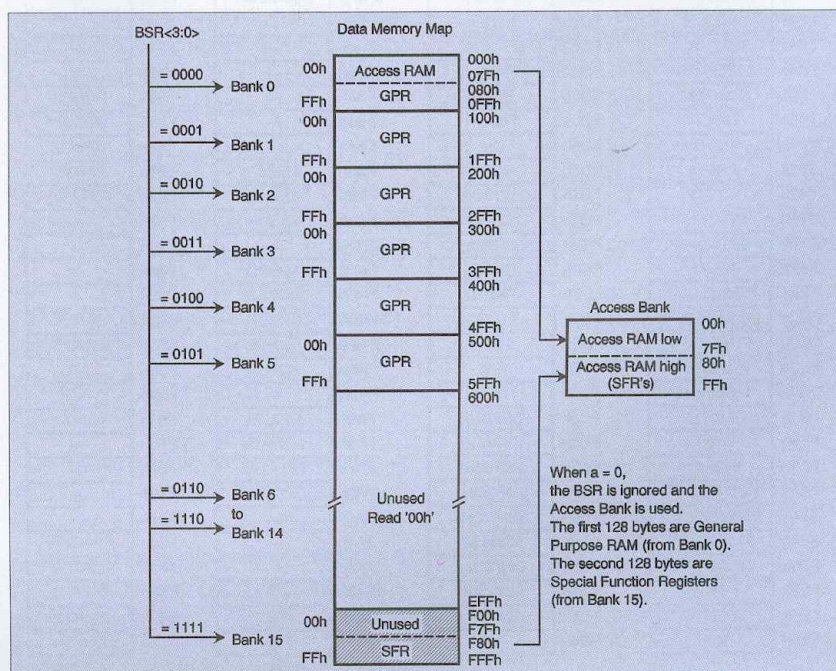 BSR<3:0>
Data Memory Map
= 0000
Bank 0
00h
Access RAM
000h
07Fh
FFh
GPR
080h
0FFh
= 0001
Bank 1
00h
GPR
100h
FFh
1FFh
= 0010
Bank 2
00h
GPR
200h
FFh
2FFh
= 0011
Bank 3
00h
GPR
300h
FFh
3FFh
= 0100
Bank 4
GPR
400h
4FFh
= 0101
Bank 5
00h
GPR
500h
FFh
5FFh
600h
Access Bank
Access RAM low
00h
7Fh
Access RAM high
(SFR's)
80h
FFh
= 0110
Bank 6
to
= 1110
Bank 14
Unused
Read '00h'
When a = 0,
the BSR is ignored and the
Access Bank is used.
The first 128 bytes are General
Purpose RAM (from Bank 0).
The second 128 bytes are
Special Function Registers
(from Bank 15).
EFFh
= 1111
Bank 15
00h
Unused
F00h
F7Fh
FFh
SFR
F80h
FFFh